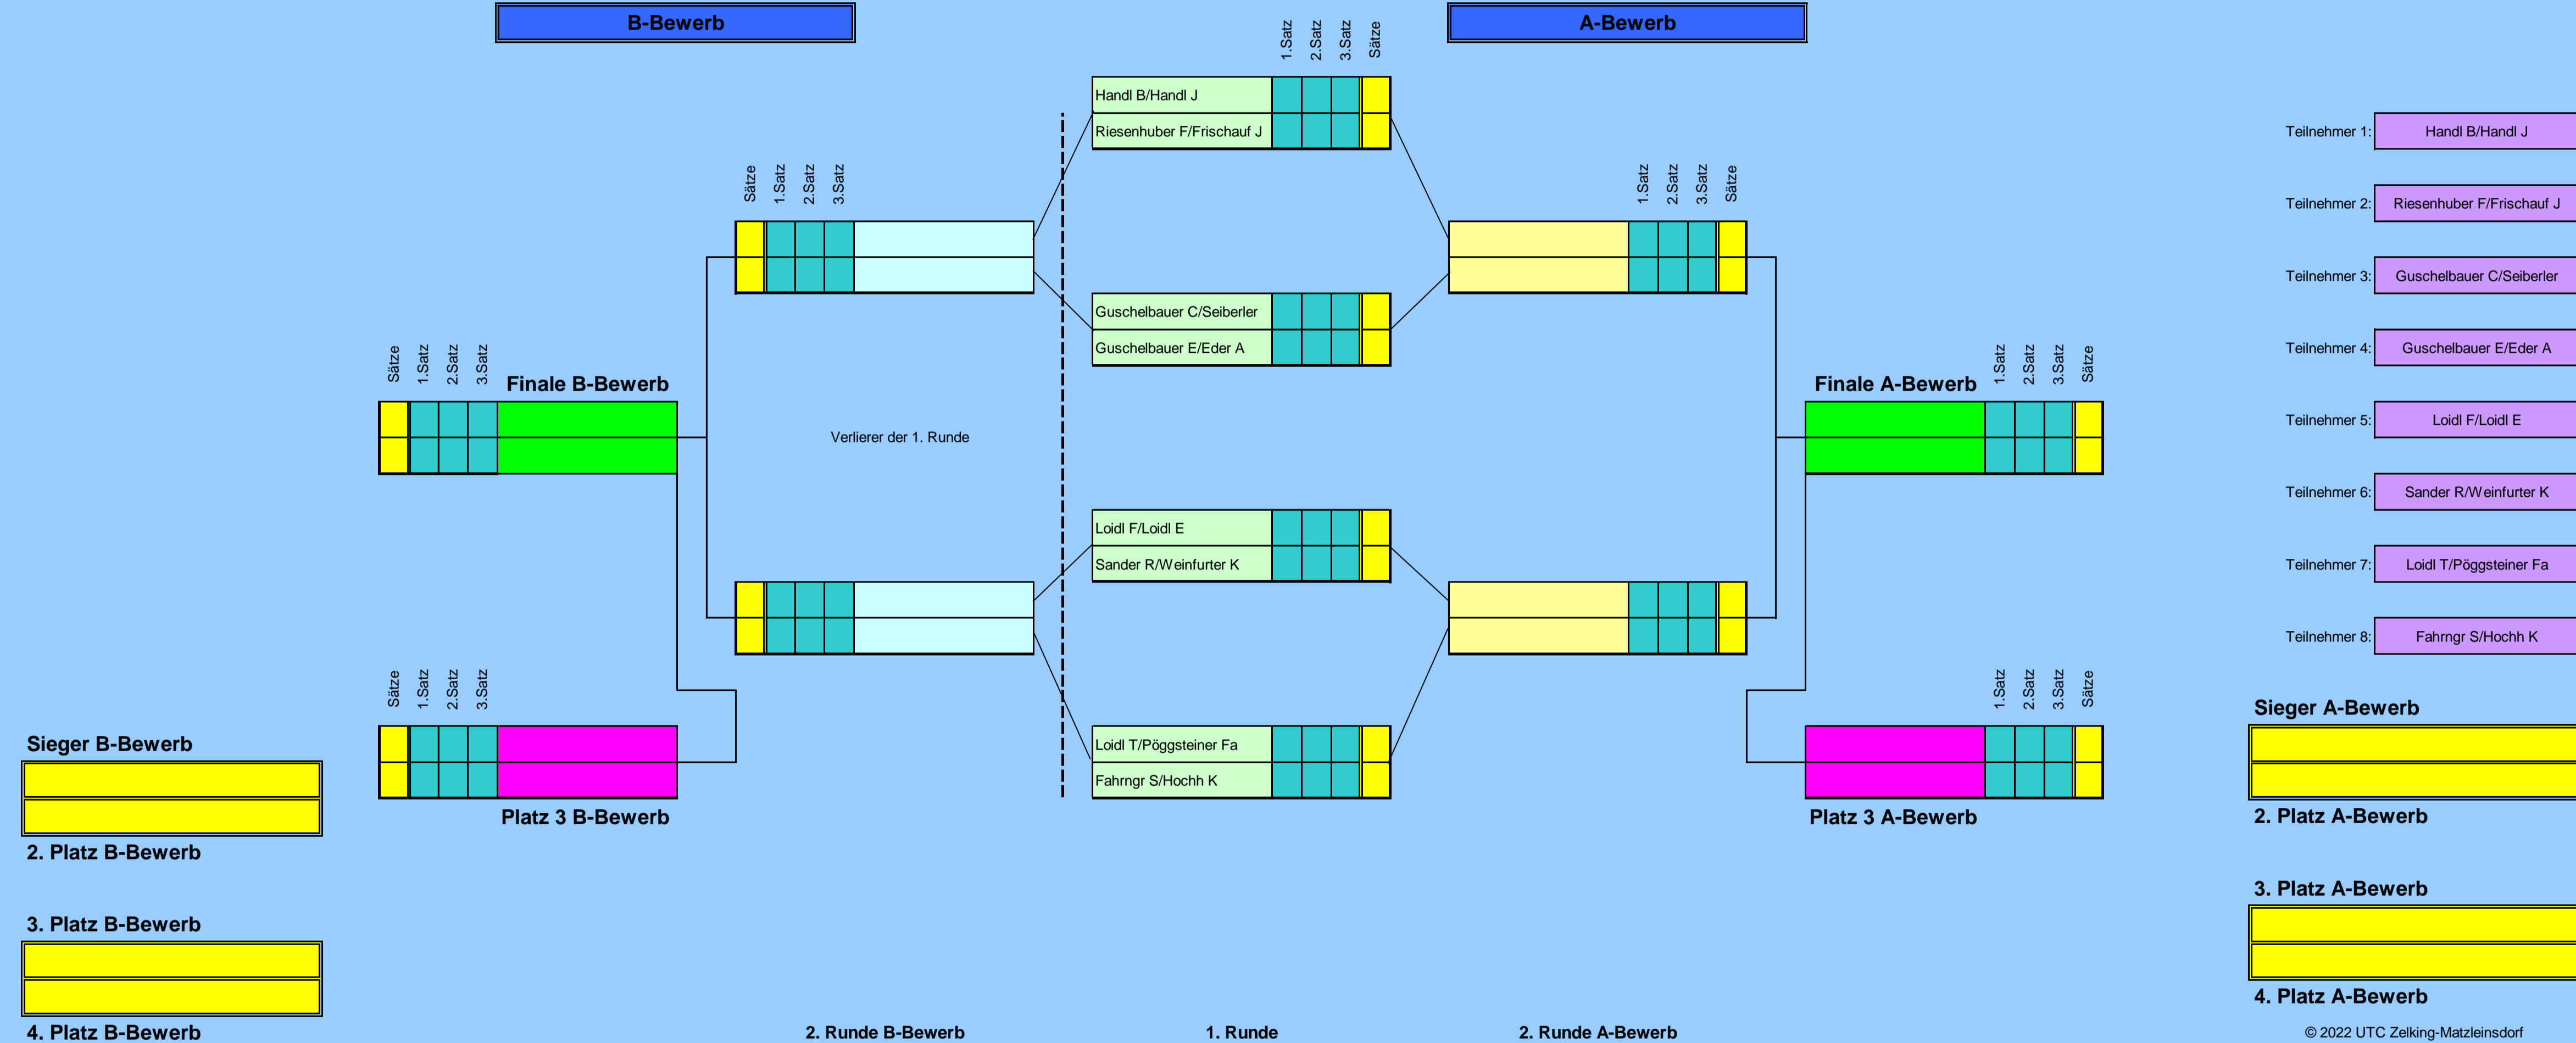 B-Bewerb
A-Bewerb
1.Satz 2.Satz 3.Satz Sätze
Handl B/Handl J
Riesenhuber F/Frischauf J
Teilnehmer 1: Handl B/Handl J
Sätze 1.Satz 2.Satz 3.Satz
1.Satz 2.Satz 3.Satz Sätze
Teilnehmer 2: Riesenhuber F/Frischauf J
Teilnehmer 3: Guschelbauer C/Seiberler
Guschelbauer C/Seiberler
Guschelbauer E/Eder A
Teilnehmer 4: Guschelbauer E/Eder A
Sätze 1.Satz 2.Satz 3.Satz
Finale B-Bewerb
Finale A-Bewerb
1.Satz 2.Satz 3.Satz Sätze
Teilnehmer 5: Loidl F/Loidl E
Verlierer der 1. Runde
Teilnehmer 6: Sander R/Weinfurter K
Loidl F/Loidl E
Sander R/Weinfurter K
Teilnehmer 7: Loidl T/Pöggsteiner Fa
Teilnehmer 8: Fahrngr S/Hochh K
Sätze 1.Satz 2.Satz 3.Satz
1.Satz 2.Satz 3.Satz Sätze
Sieger A-Bewerb
Sieger B-Bewerb
Loidl T/Pöggsteiner Fa
Fahrngr S/Hochh K
Platz 3 B-Bewerb
Platz 3 A-Bewerb
2. Platz A-Bewerb
2. Platz B-Bewerb
3. Platz A-Bewerb
3. Platz B-Bewerb
4. Platz A-Bewerb
4. Platz B-Bewerb
2. Runde B-Bewerb
1. Runde
2. Runde A-Bewerb
© 2022 UTC Zelking-Matzleinsdorf